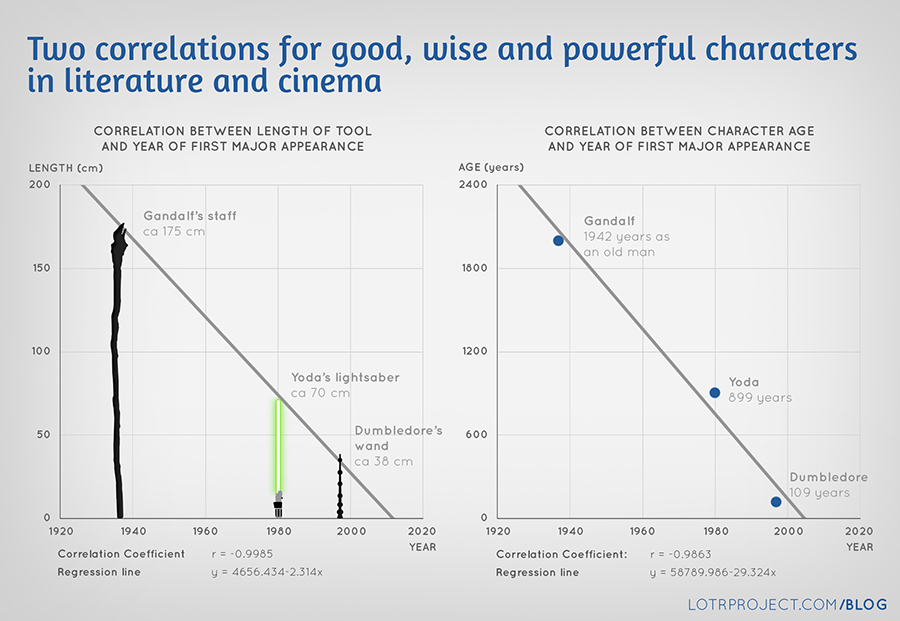 Two correlations for good, wise and powerful characters
in literature and cinema
CORRELATION BETWEEN LENGTH OF TOOL
AND YEAR OF FIRST MAJOR APPEARANCE
LENGTH (cm)
200
150
100
50
0
Gandalf's staff
ca 175 cm
Yoda's lightsaber
ca 70 cm
Dumbledore's
wand
ca 38 cm
1920 1940 1960 1980 2000 2020
YEAR
Correlation Coefficient r = -0.9985
Regression line y = 4656.434-2.314x
CORRELATION BETWEEN CHARACTER AGE
AND YEAR OF FIRST MAJOR APPEARANCE
AGE (years)
2400
1800
1200
600
0
Gandalf
1942 years as
an old man
Yoda
899 years
Dumbledore
109 years
1920 1940 1960 1980 2000 2020
YEAR
Correlation Coefficient: r = -0.9863
Regression line y = 58789.986-29.324x
LOTRPROJECT.COM/BLOG